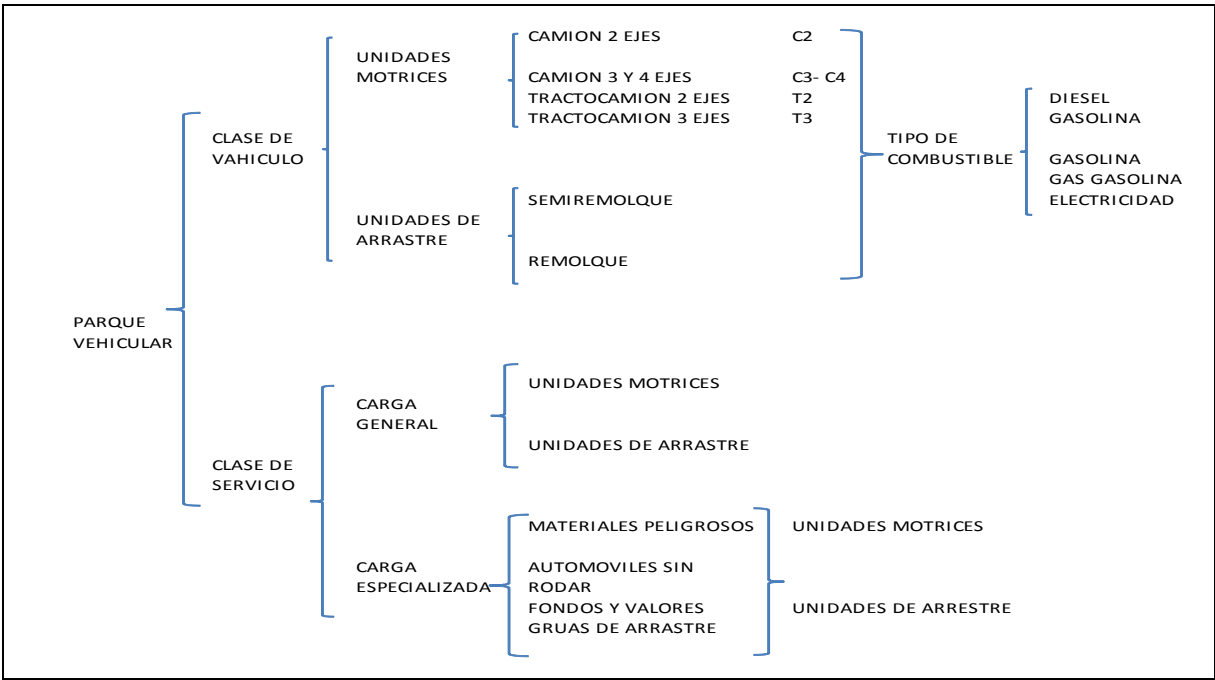 PARQUE
VEHICULAR
CLASE DE
VAHICULO
UNIDADES
MOTRICES
CAMION 2 EJES C2
CAMION 3 Y 4 EJES C3- C4
TRACTOCAMION 2 EJES T2
TRACTOCAMION 3 EJES T3
UNIDADES DE
ARRASTRE
SEMIREMOLQUE
REMOLQUE
TIPO DE
COMBUSTIBLE
DIESEL
GASOLINA
GASOLINA
GAS GASOLINA
ELECTRICIDAD
CLASE DE
SERVICIO
CARGA
GENERAL
UNIDADES MOTRICES
UNIDADES DE ARRASTRE
CARGA
ESPECIALIZADA
MATERIALES PELIGROSOS
AUTOMOVILES SIN
RODAR
FONDOS Y VALORES
GRUAS DE ARRASTRE
UNIDADES MOTRICES
UNIDADES DE ARRESTRE